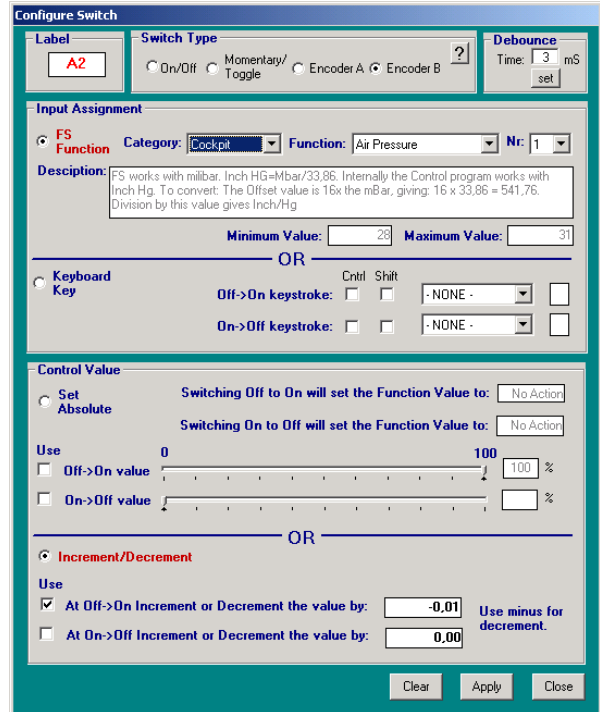 Configure Switch
Label
A2
Switch Type
On/Off
Momentary/
Toggle
Encoder A
Encoder B
?
Debounce
Time: 3 mS
set
Input Assignment
FS
Function
Category: Cockpit
Function: Air Pressure
Nr: 1
Desciption:
FS works with milibar. Inch HG=Mbar/33,86. Internally the Control program works with
Inch Hg. To convert: The Offset value is 16x the mBar, giving: 16 x 33,86 = 541,76.
Division by this value gives Inch/Hg
Minimum Value: 28 Maximum Value: 31
OR
Keyboard
Key
Cntrl Shift
Off->On keystroke: - NONE -
On->Off keystroke: - NONE -
Control Value
Set
Absolute
Switching Off to On will set the Function Value to: No Action
Switching On to Off will set the Function Value to: No Action
Use 0 100
Off->On value 100 %
On->Off value %
OR
Increment/Decrement
Use
At Off->On Increment or Decrement the value by: -0,01
At On->Off Increment or Decrement the value by: 0,00
Use minus for
decrement.
Clear Apply Close